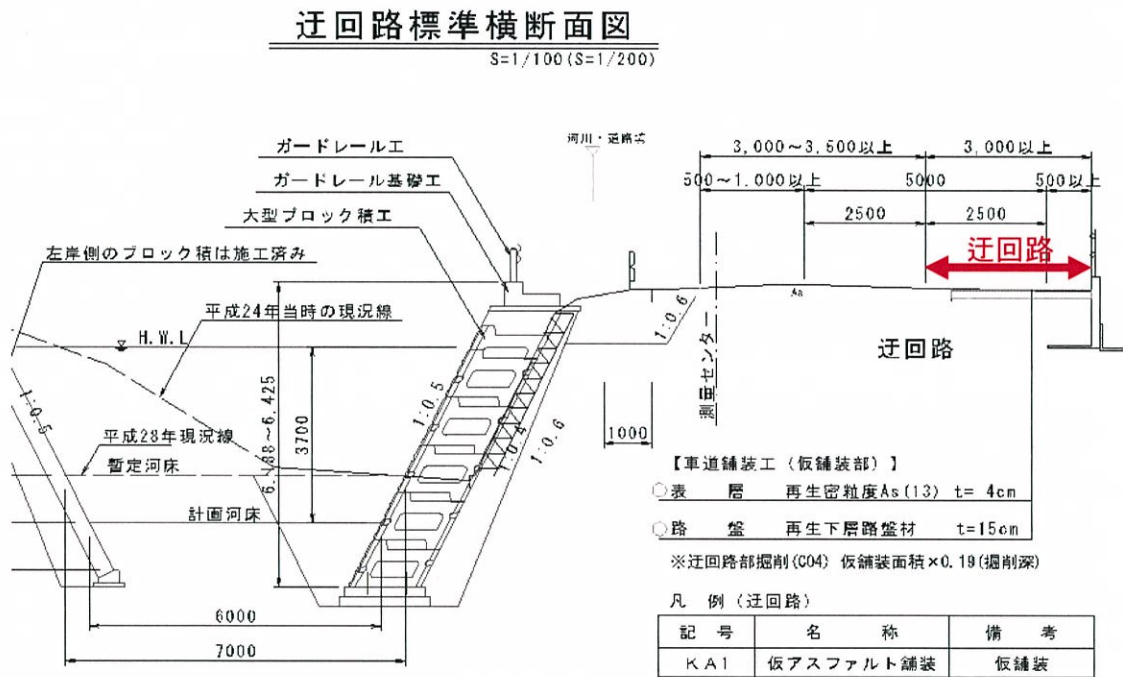 迂回路標準横断面図
S=1/100(S=1/200)
ガードレール工
ガードレール基礎工
大型ブロック積工
左岸側のブロック積は施工済み
平成24年当時の現況線
H.W.L
平成28年現況線
暫定河床
計画河床
1:0.5
3700
6000
7000
1:0.5
1:0.4
1:0.6
1:0.6
1000
測量センター
河川・道路
3,000~3,500以上
3,000以上
500~1,000以上
5000
500以上
2500
2500
迂回路
As
迂回路
【車道舗装工(仮舗装部)】
○表 層 再生密粒度As(13) t= 4cm
○路 盤 再生下層路盤材 t=15cm
※迂回路部掘削(C04) 仮舗装面積×0.19(掘削深)
凡 例(迂回路)
記 号 名 称 備 考
KA1 仮アスファルト舗装 仮舗装